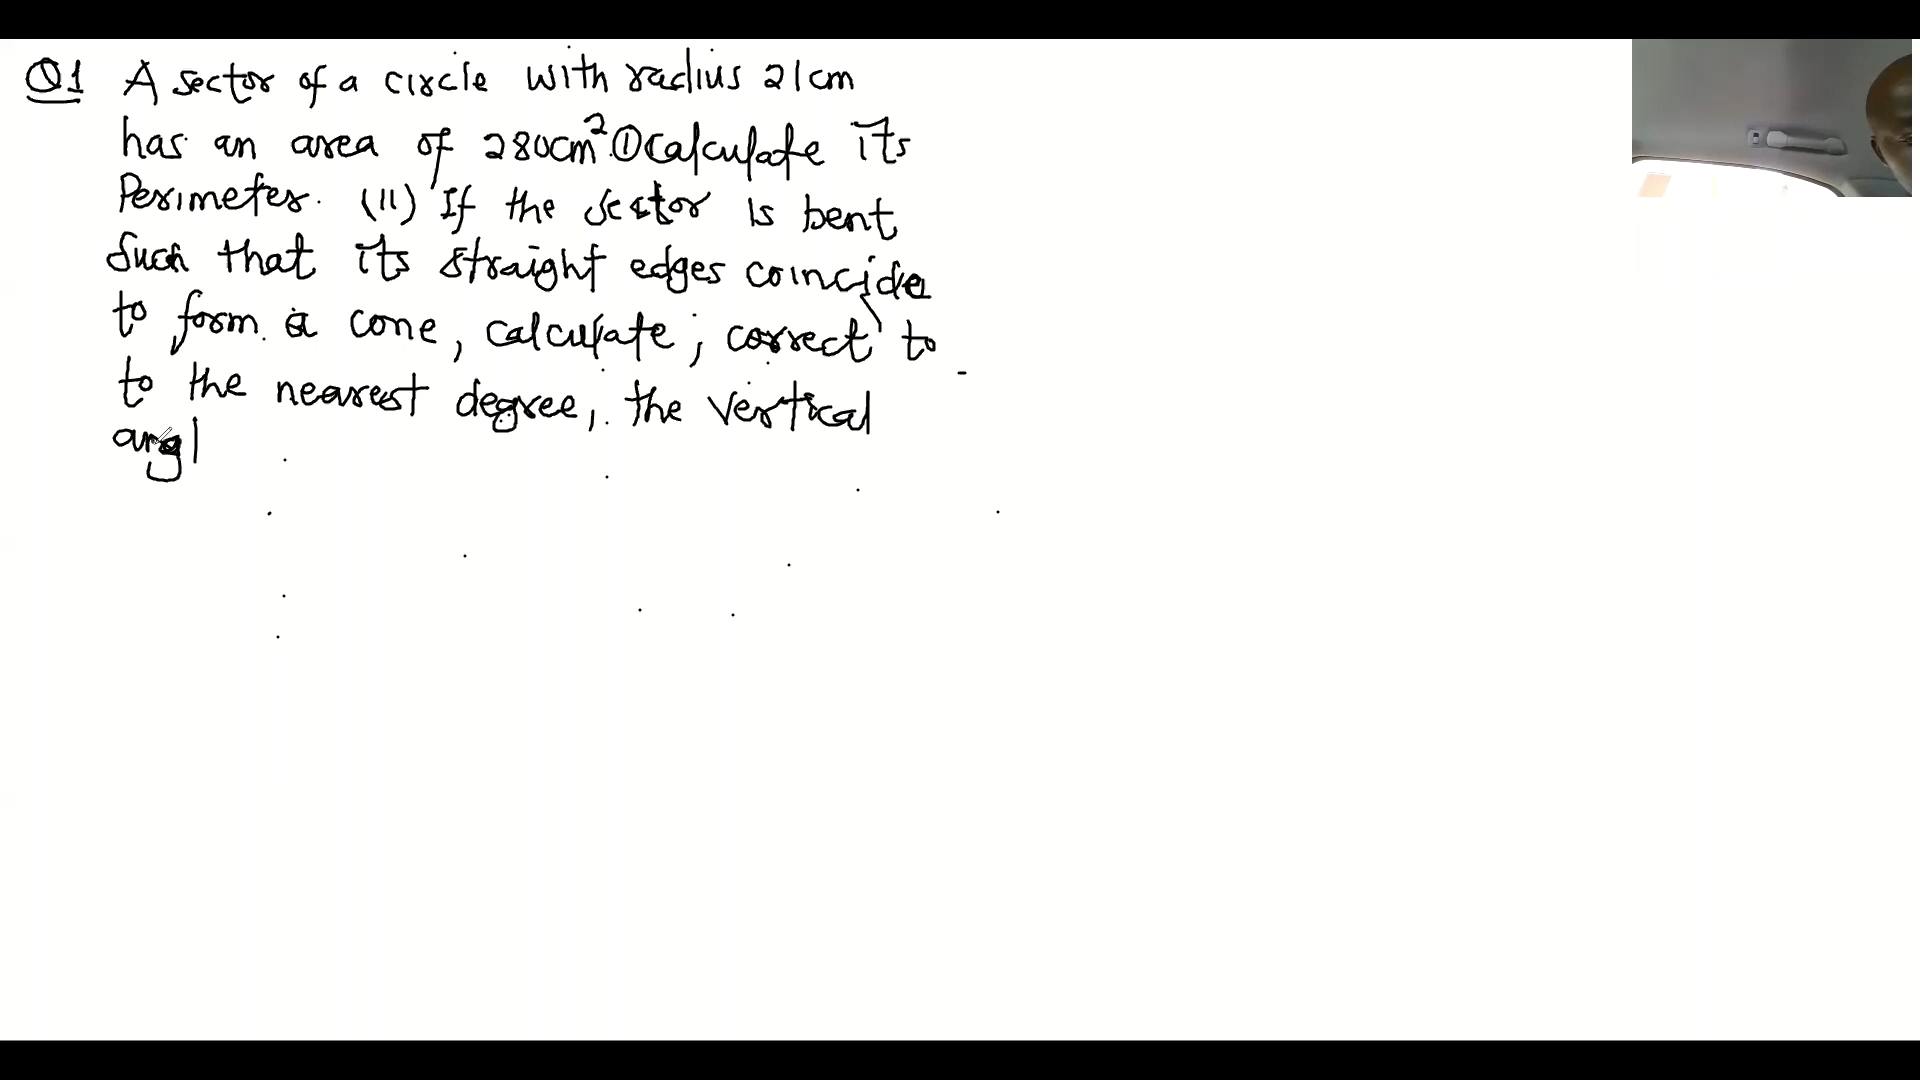 Q1 A sector of a circle with radius 21cm
has an area of 280cm² ① Calculate its
Perimeter. (II) If the sector is bent
Such that its straight edges coincide
to form a cone, calculate; correct to
to the nearest degree, the vertical
angl